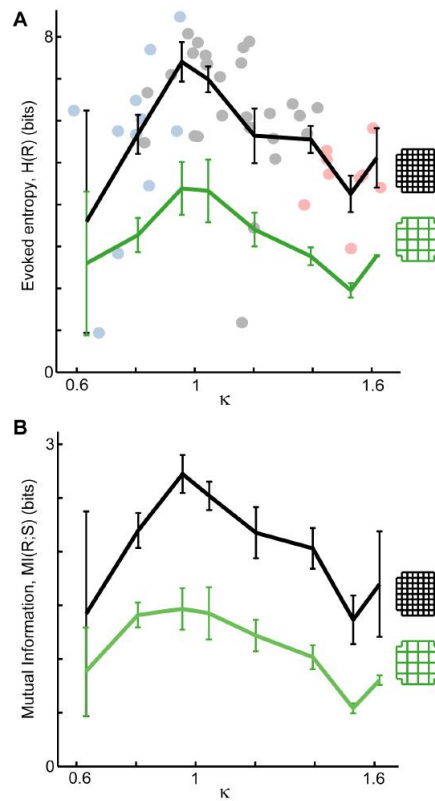 A
8
Evoked entropy, H(R) (bits)
0
0.6
1
1.6
κ
B
3
Mutual Information, MI(R;S) (bits)
0
0.6
1
1.6
κ